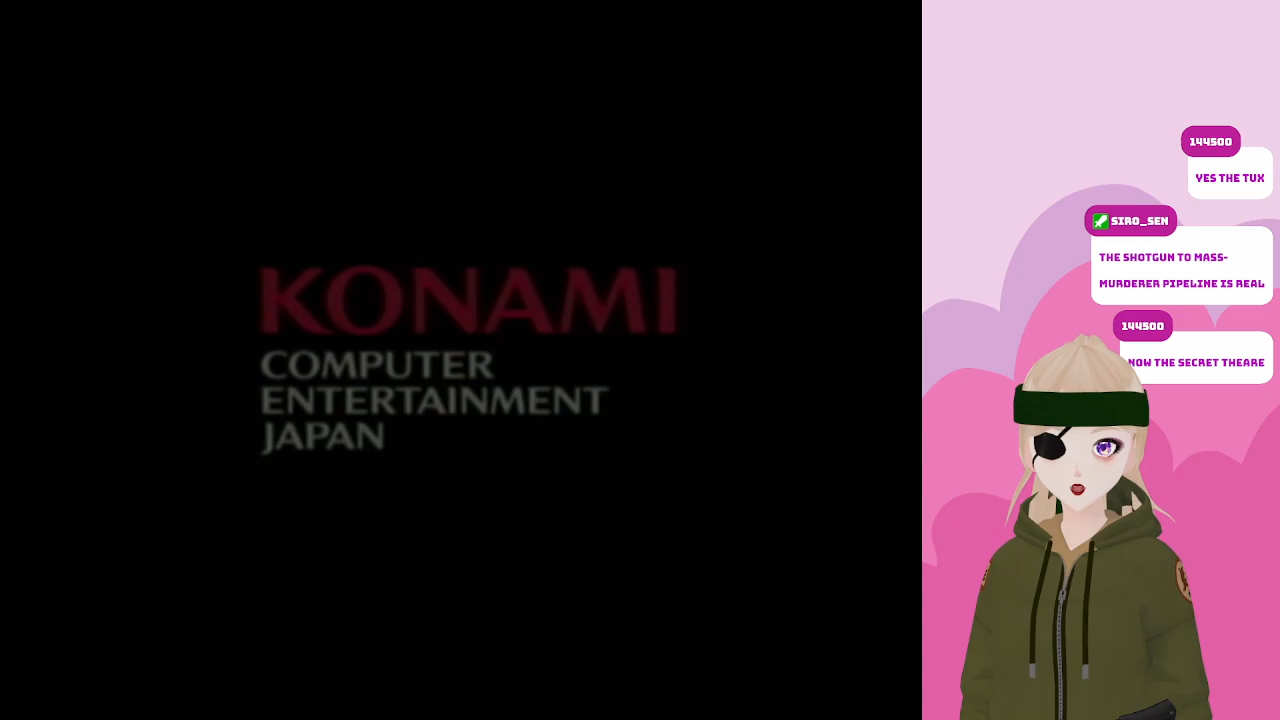 KONAMI
COMPUTER
ENTERTAINMENT
JAPAN
144500
YES THE TUX
SIRO_SEN
THE SHOTGUN TO MASS-
MURDERER PIPELINE IS REAL
144500
NOW THE SECRET THEARE